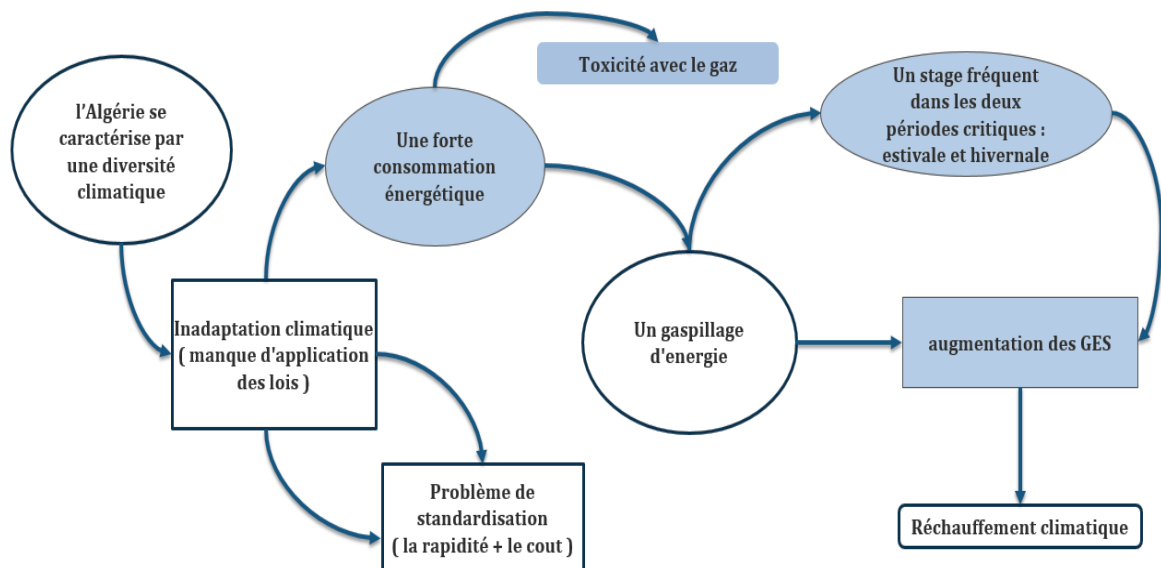 l'Algérie se
caractérise par
une diversité
climatique
Inadaptation climatique
( manque d'application
des lois )
Problème de
standardisation
( la rapidité + le cout )
Une forte
consommation
énergétique
Toxicité avec le gaz
Un gaspillage
d'energie
Un stage fréquent
dans les deux
périodes critiques :
estivale et hivernale
augmentation des GES
Réchauffement climatique